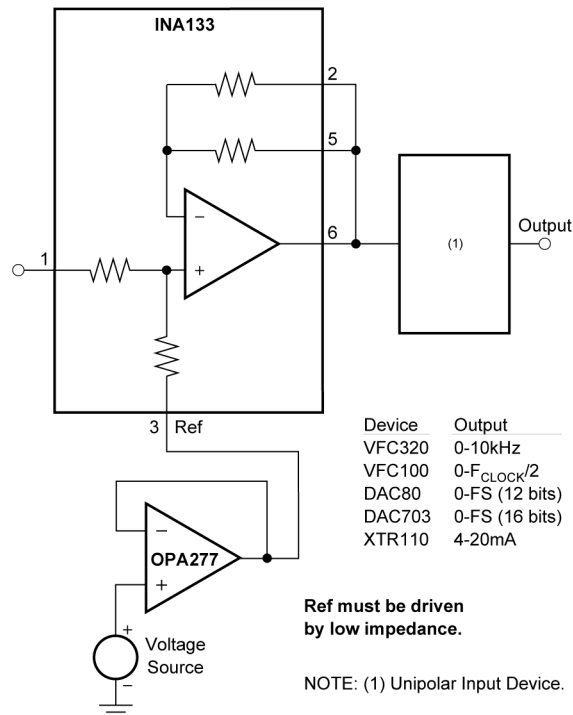 INA133
2
5
6
1
−
+
(1)
Output
3 Ref
−
OPA277
+
+
Voltage
Source
−
Device Output
VFC320 0-10kHz
VFC100 0-FCLOCK/2
DAC80 0-FS (12 bits)
DAC703 0-FS (16 bits)
XTR110 4-20mA
Ref must be driven
by low impedance.
NOTE: (1) Unipolar Input Device.